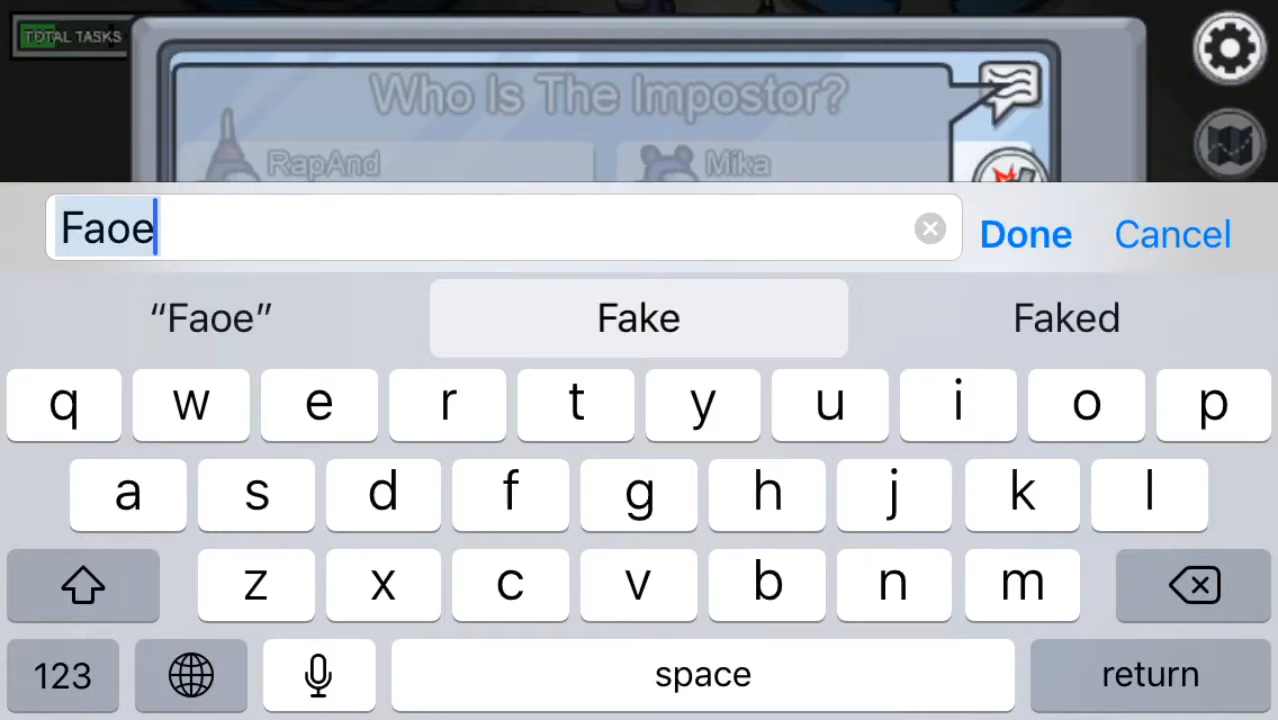 TOTAL TASKS
Who Is The Impostor?
RapAnd Mika
Faoe Done Cancel
“Faoe” Fake Faked
q w e r t y u i o p
a s d f g h j k l
z x c v b n m
123 space return